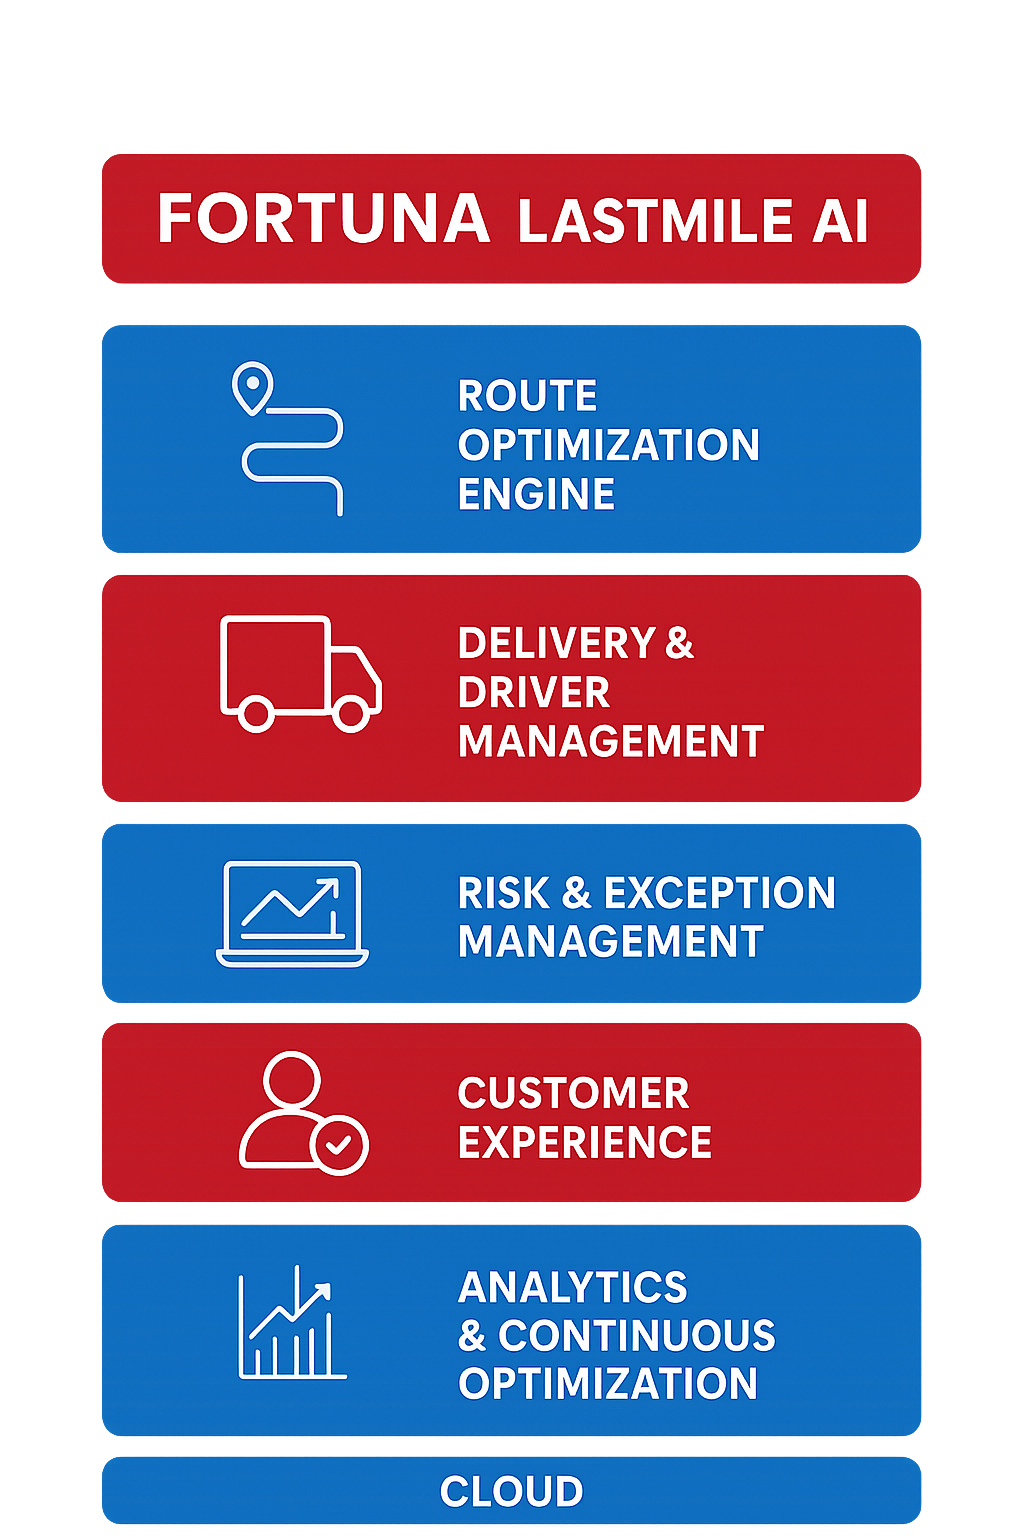 FORTUNA LASTMILE AI
ROUTE
OPTIMIZATION
ENGINE
DELIVERY &
DRIVER
MANAGEMENT
RISK & EXCEPTION
MANAGEMENT
CUSTOMER
EXPERIENCE
ANALYTICS
& CONTINUOUS
OPTIMIZATION
CLOUD